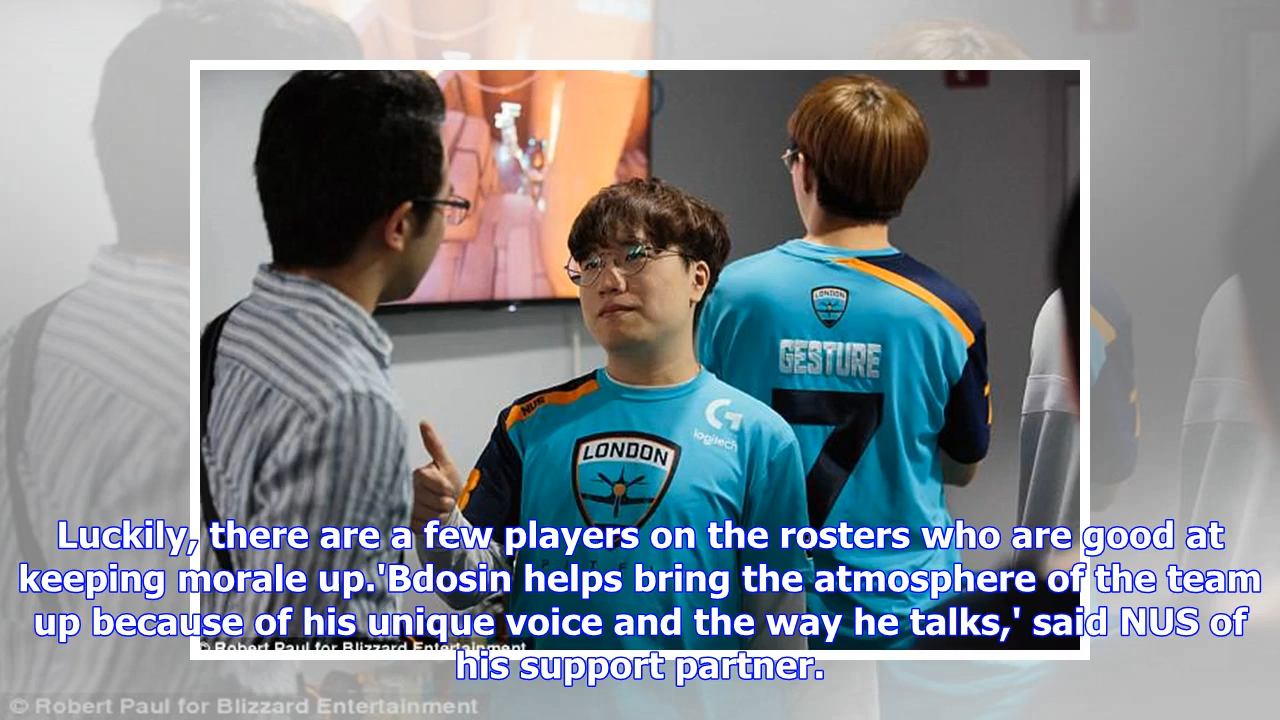 LONDON
GESTURE
7
NUS
logitech
LONDON
Luckily, there are a few players on the rosters who are good at
keeping morale up.'Bdosin helps bring the atmosphere of the team
up because of his unique voice and the way he talks,' said NUS of
his support partner.
© Robert Paul for Blizzard Entertainment
© Robert Paul for Blizzard Entertainment